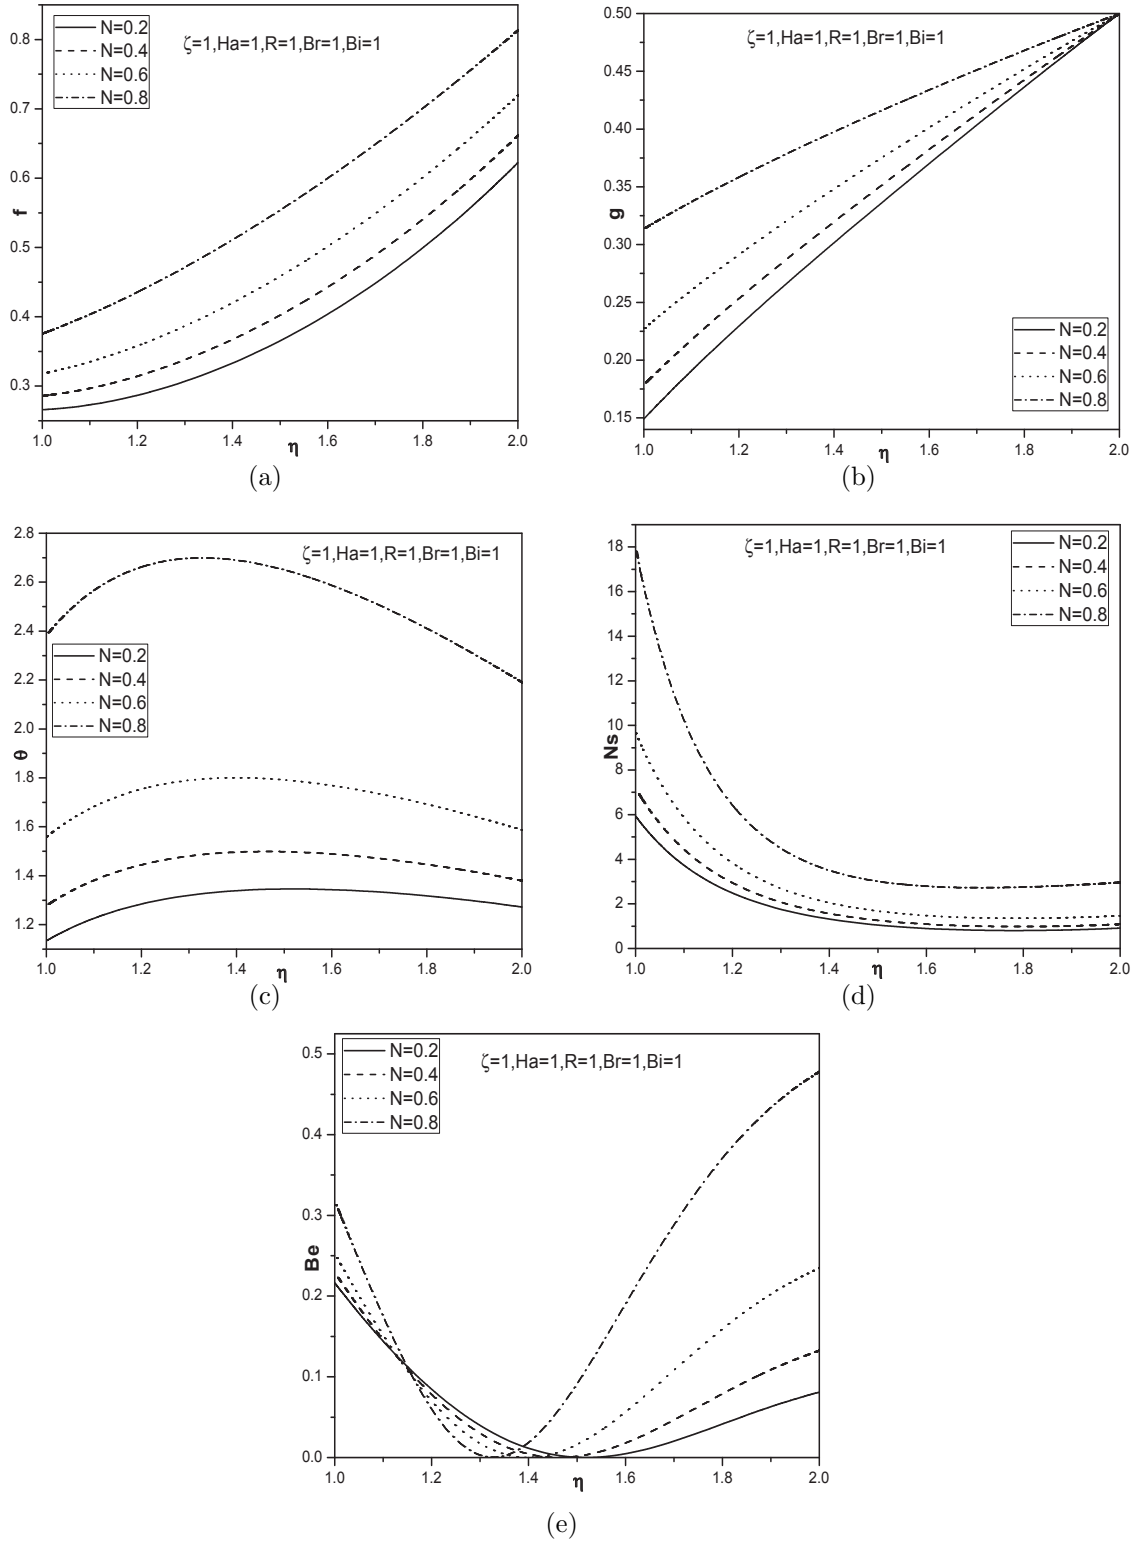 N=0.2
N=0.4
N=0.6
N=0.8
ζ=1,Ha=1,R=1,Br=1,Bi=1
0.8
0.7
0.6
0.5
0.4
0.3
f
1.0 1.2 1.4 1.6 1.8 2.0
η
(a)
ζ=1,Ha=1,R=1,Br=1,Bi=1
0.50
0.45
0.40
0.35
0.30
0.25
0.20
0.15
g
N=0.2
N=0.4
N=0.6
N=0.8
1.0 1.2 1.4 1.6 1.8 2.0
η
(b)
ζ=1,Ha=1,R=1,Br=1,Bi=1
2.8
2.6
2.4
2.2
2.0
1.8
1.6
1.4
1.2
θ
N=0.2
N=0.4
N=0.6
N=0.8
1.0 1.2 1.4 1.6 1.8 2.0
η
(c)
ζ=1,Ha=1,R=1,Br=1,Bi=1
N=0.2
N=0.4
N=0.6
N=0.8
18
16
14
12
10
8
6
4
2
0
Ns
1.0 1.2 1.4 1.6 1.8 2.0
η
(d)
N=0.2
N=0.4
N=0.6
N=0.8
ζ=1,Ha=1,R=1,Br=1,Bi=1
0.5
0.4
0.3
0.2
0.1
0.0
Be
1.0 1.2 1.4 1.6 1.8 2.0
η
(e)